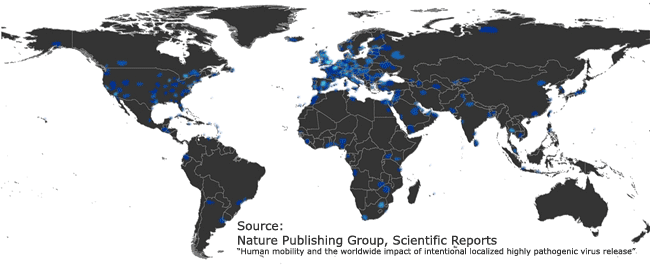 Source:
Nature Publishing Group, Scientific Reports
“Human mobility and the worldwide impact of intentional localized highly pathogenic virus release”